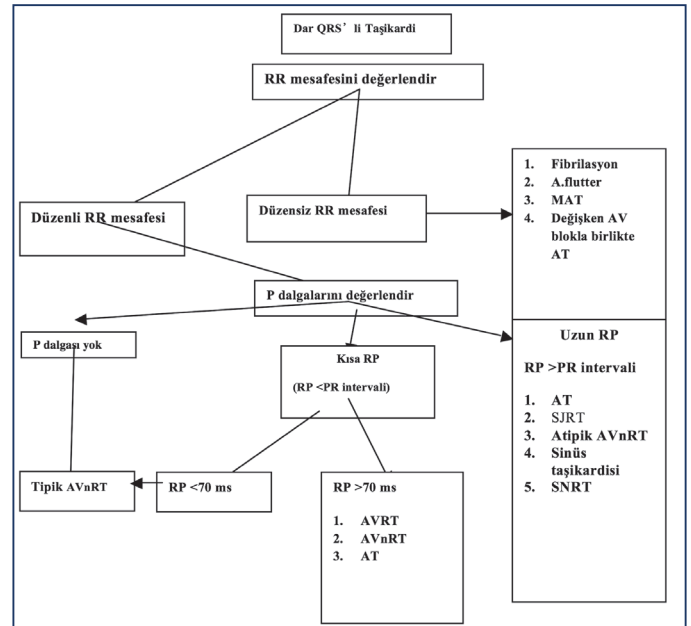 Dar QRS’ li Taşikardi
RR mesafesini değerlendir
Düzenli RR mesafesi
Düzensiz RR mesafesi
1. Fibrilasyon
2. A.flutter
3. MAT
4. Değişken AV
blokla birlikte
AT
P dalgalarını değerlendir
P dalgası yok
Kısa RP
(RP <PR intervali)
Uzun RP
RP >PR intervali
1. AT
2. SJRT
3. Atipik AVnRT
4. Sinüs
taşikardisi
5. SNRT
Tipik AVnRT
RP <70 ms
RP >70 ms
1. AVRT
2. AVnRT
3. AT